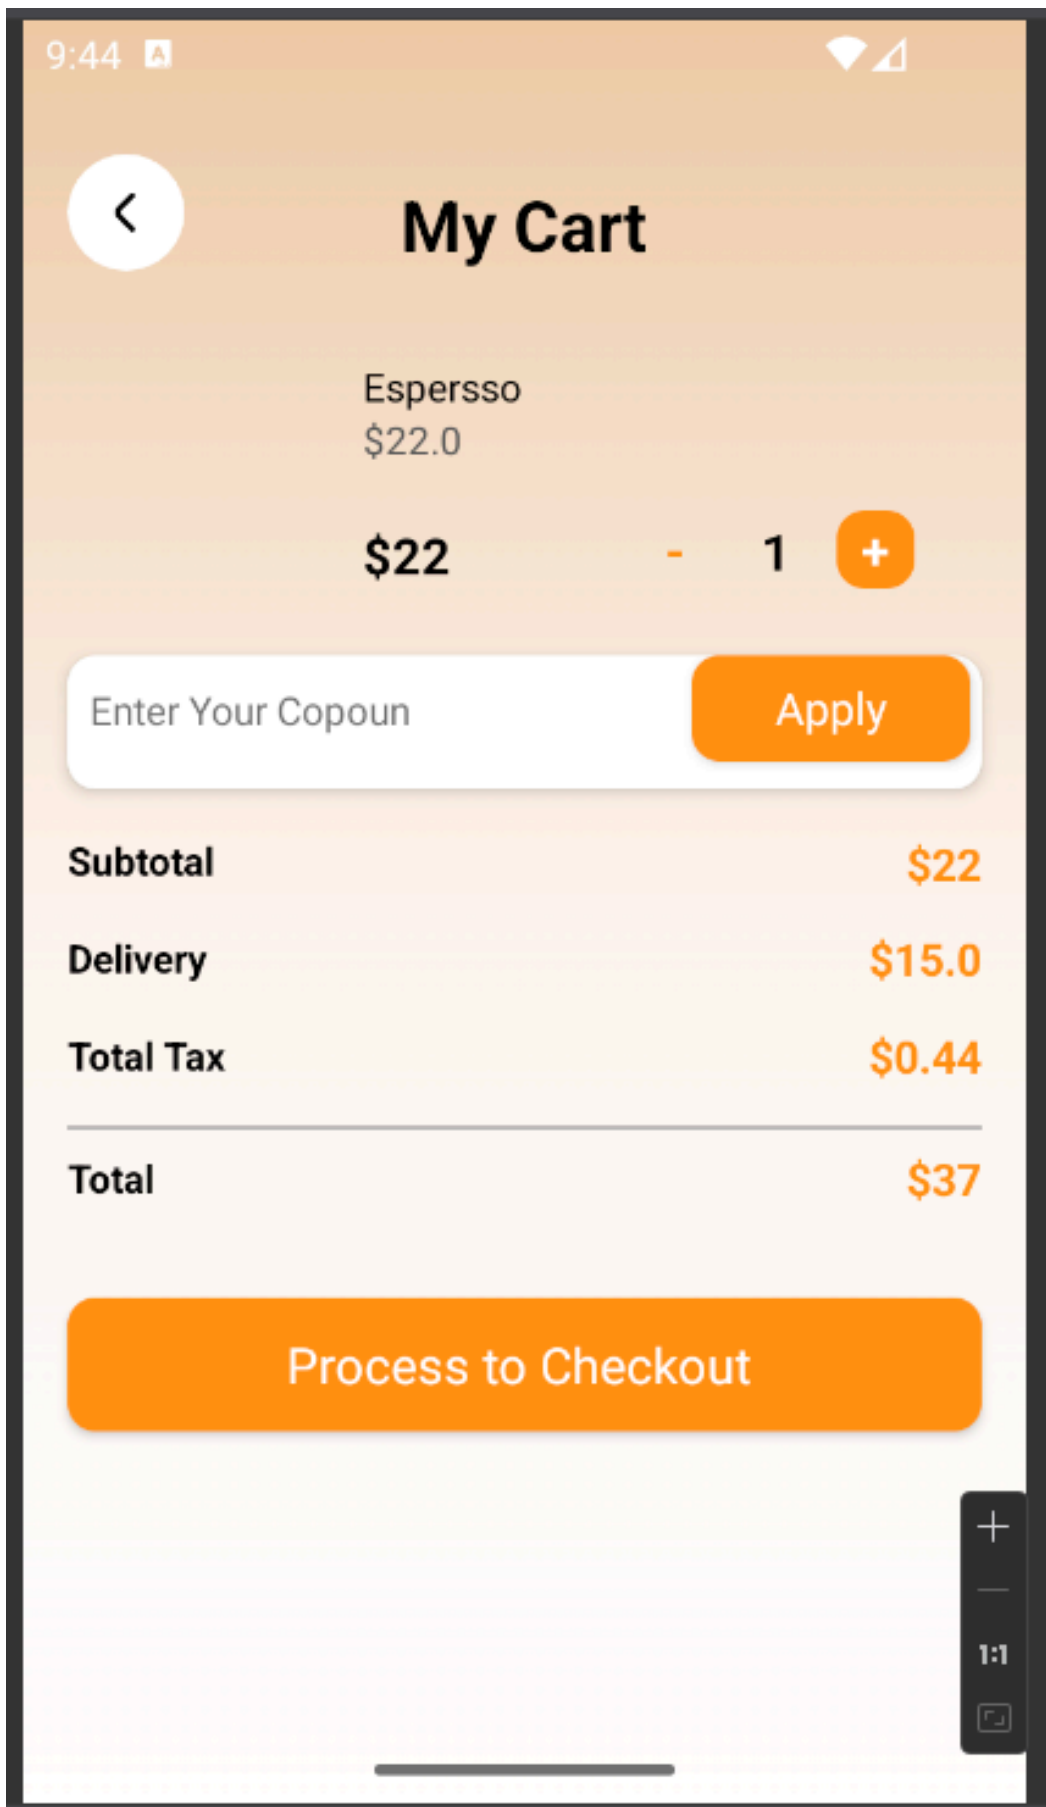 9:44 A
My Cart
Espersso
$22.0
$22 - 1 +
Enter Your Copoun Apply
Subtotal $22
Delivery $15.0
Total Tax $0.44
Total $37
Process to Checkout
1:1